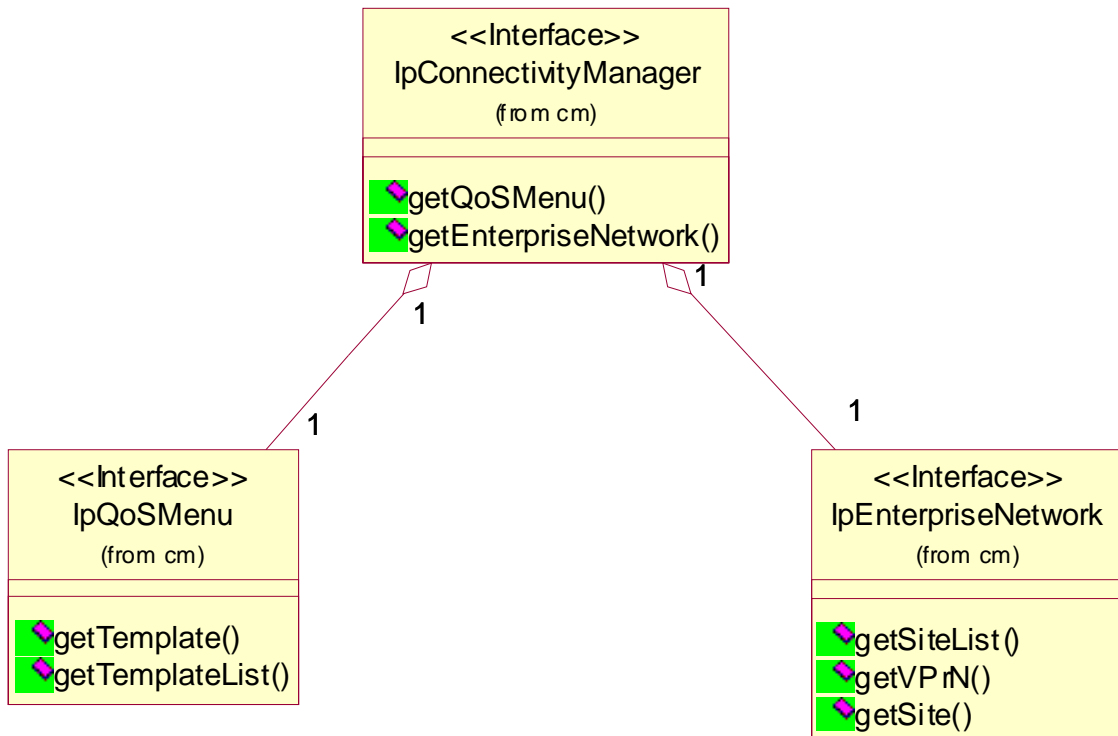 <<Interface>>
IpConnectivityManager
(from cm)
getQoSMenu()
getEnterpriseNetwork()
1
1
1
1
<<Interface>>
IpQoSMenu
(from cm)
getTemplate()
getTemplateList()
<<Interface>>
IpEnterpriseNetwork
(from cm)
getSiteList()
getVPrN()
getSite()